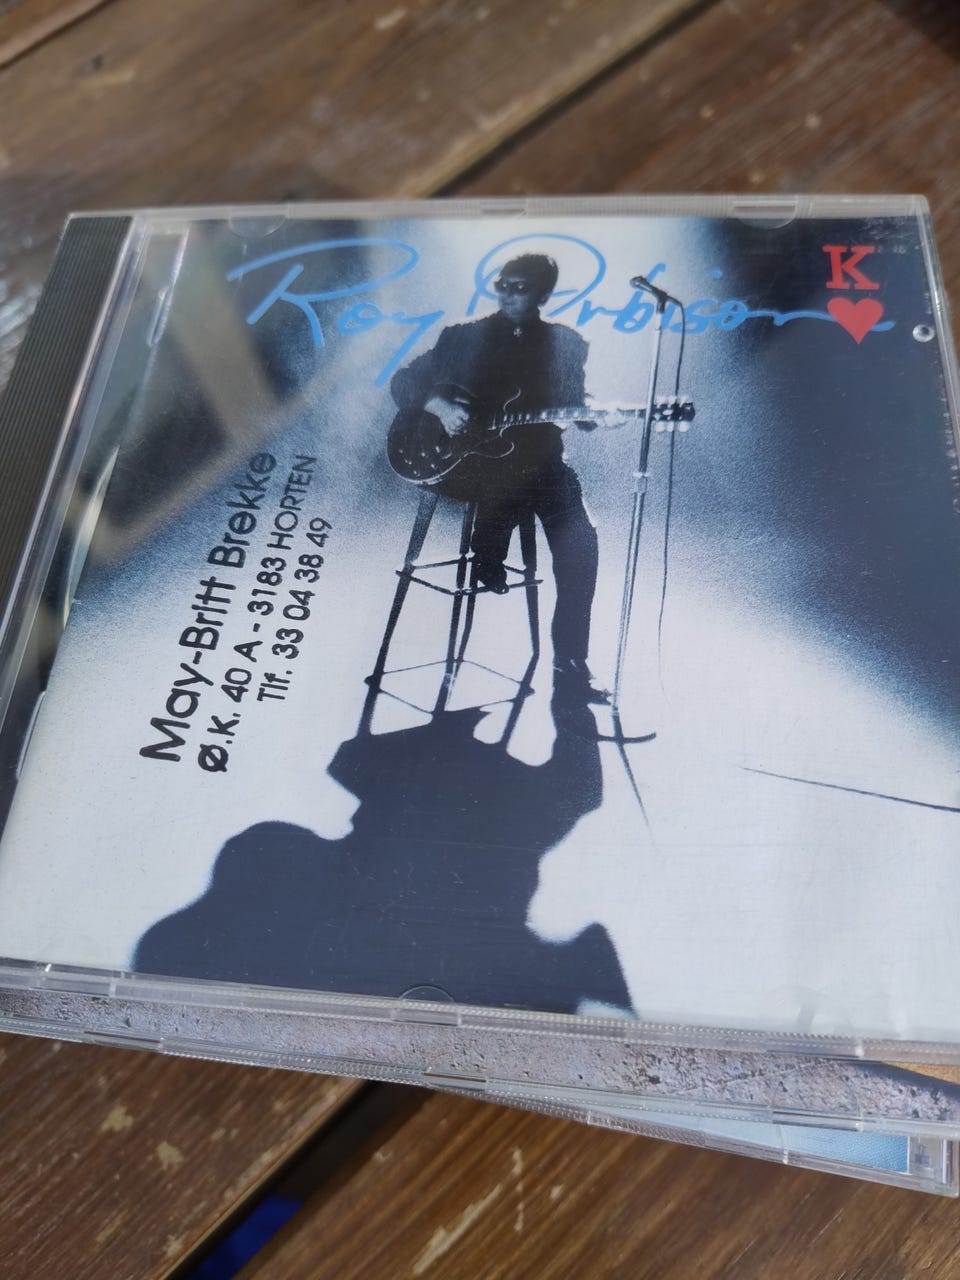 Roy Orbison
K
May-Britt Brekke
Ø.K. 40 A - 3183 HORTEN
Tlf. 33 04 38 49